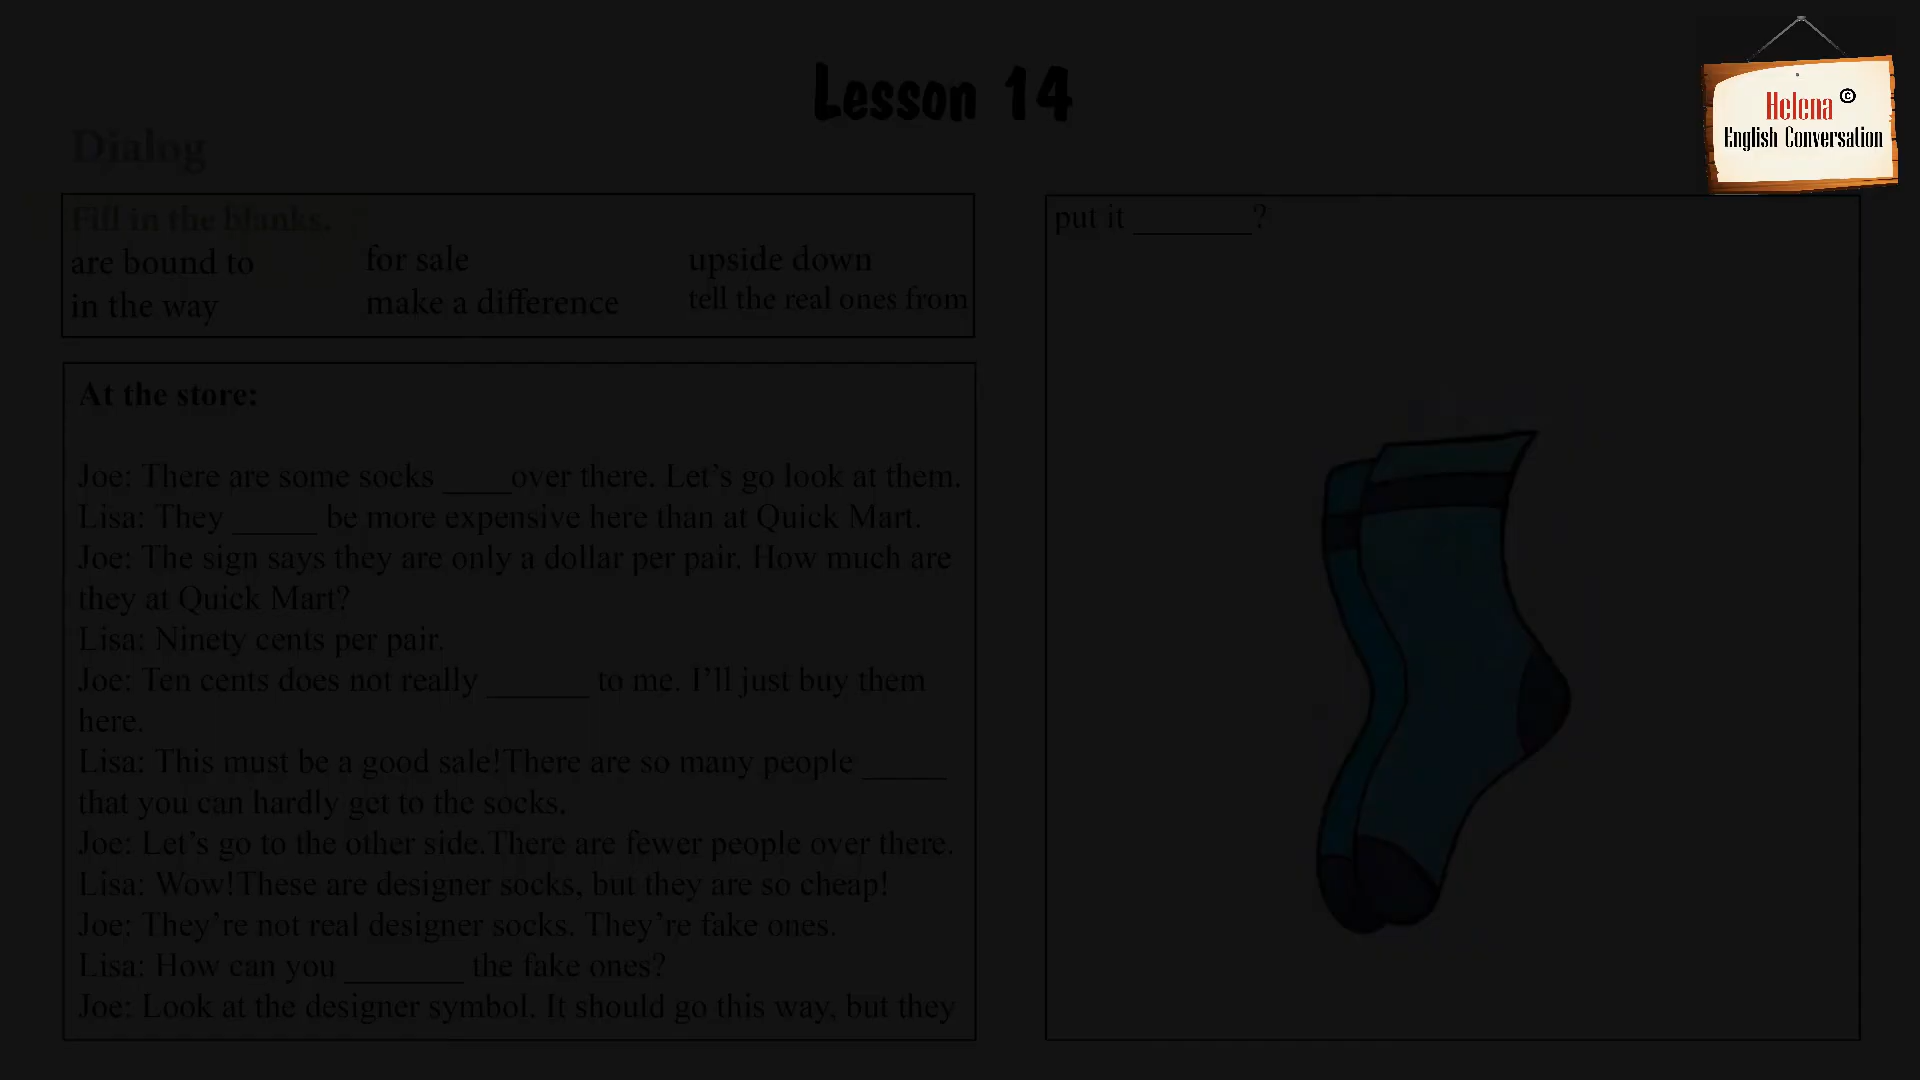 Lesson 14
Helena ©
English Conversation
Dialog
Fill in the blanks.
are bound to for sale upside down
in the way make a difference tell the real ones from
At the store:
Joe: There are some socks ____over there. Let’s go look at them.
Lisa: They _____ be more expensive here than at Quick Mart.
Joe: The sign says they are only a dollar per pair. How much are
they at Quick Mart?
Lisa: Ninety cents per pair.
Joe: Ten cents does not really ______ to me. I’ll just buy them
here.
Lisa: This must be a good sale!There are so many people _____
that you can hardly get to the socks.
Joe: Let’s go to the other side.There are fewer people over there.
Lisa: Wow!These are designer socks, but they are so cheap!
Joe: They’re not real designer socks. They’re fake ones.
Lisa: How can you _______ the fake ones?
Joe: Look at the designer symbol. It should go this way, but they
put it _______?